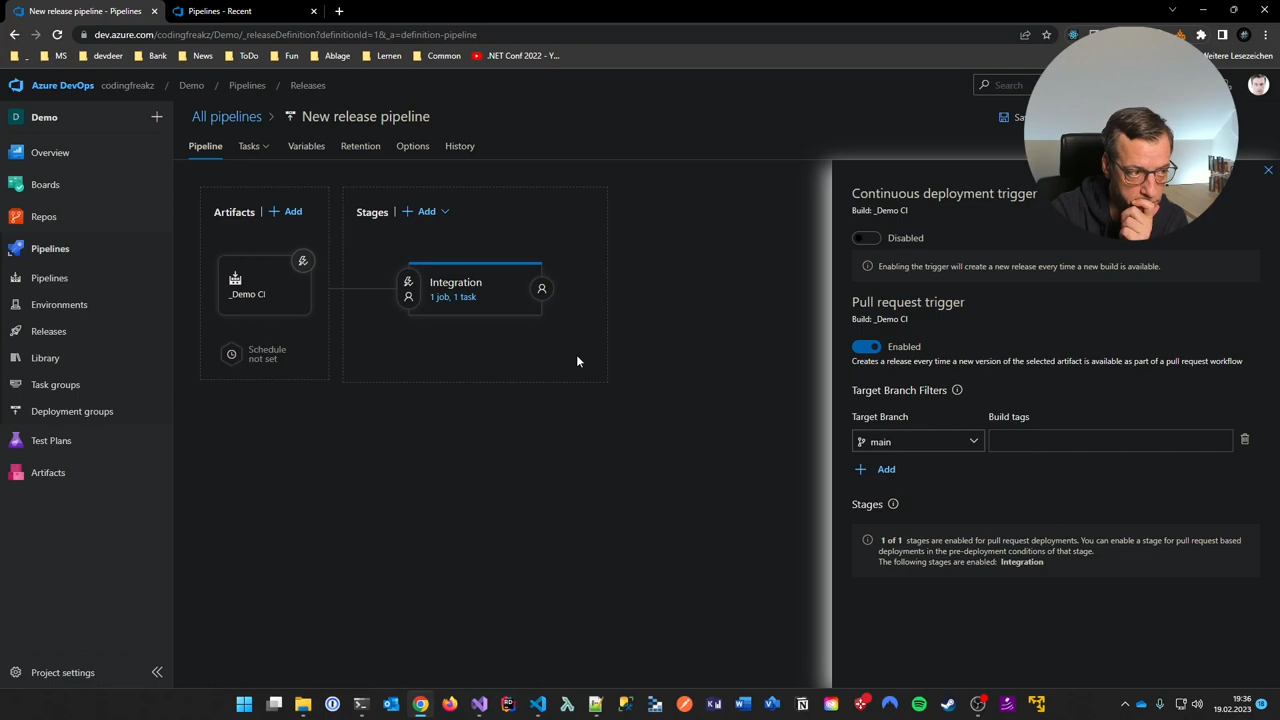 New release pipeline - Pipelines
Pipelines - Recent
dev.azure.com/codingfreakz/Demo/_releaseDefinition?definitionId=1&_a=definition-pipeline
_
MS
devdeer
Bank
News
ToDo
Fun
Ablage
Lernen
Common
.NET Conf 2022 - Y...
Weitere Lesezeichen
Azure DevOps
codingfreakz
Demo
Pipelines
Releases
Search
D
Demo
All pipelines
New release pipeline
Pipeline
Tasks
Variables
Retention
Options
History
Overview
Boards
Repos
Pipelines
Pipelines
Environments
Releases
Library
Task groups
Deployment groups
Test Plans
Artifacts
Project settings
Artifacts | + Add
Stages | + Add
_Demo CI
Schedule
not set
Integration
1 job, 1 task
Continuous deployment trigger
Build: _Demo CI
Disabled
Enabling the trigger will create a new release every time a new build is available.
Pull request trigger
Build: _Demo CI
Enabled
Creates a release every time a new version of the selected artifact is available as part of a pull request workflow
Target Branch Filters
Target Branch
Build tags
main
+ Add
Stages
1 of 1 stages are enabled for pull request deployments. You can enable a stage for pull request based
deployments in the pre-deployment conditions of that stage.
The following stages are enabled: Integration
19:36
19.02.2023